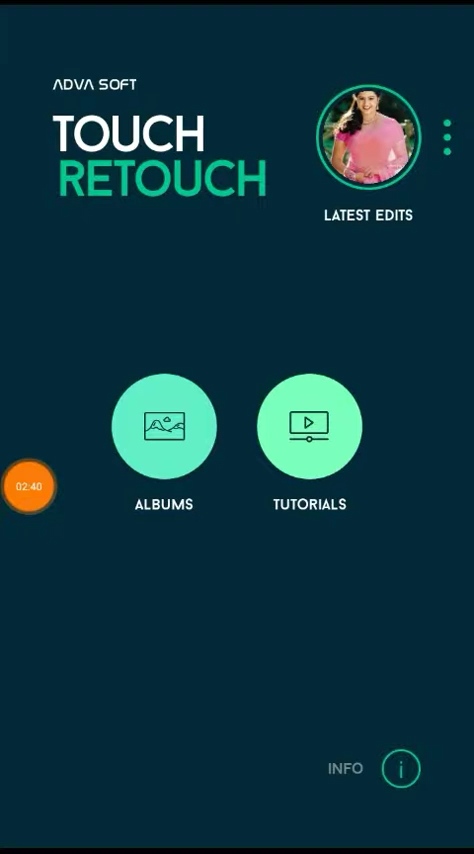 ADVA SOFT
TOUCH
RETOUCH
LATEST EDITS
ALBUMS
TUTORIALS
02:40
INFO
i